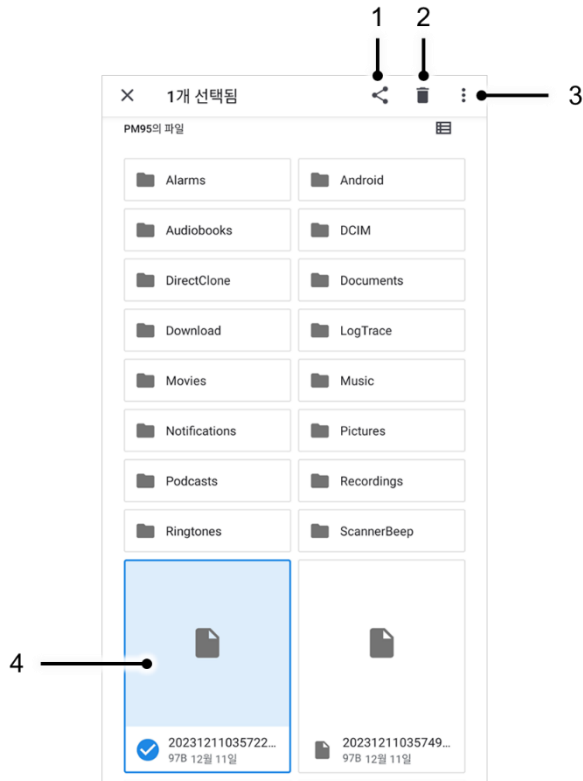 1 2
1개 선택됨
3
PM95의 파일
Alarms Android
Audiobooks DCIM
DirectClone Documents
Download LogTrace
Movies Music
Notifications Pictures
Podcasts Recordings
Ringtones ScannerBeep
4
20231211035722... 20231211035749...
97B 12월 11일 97B 12월 11일